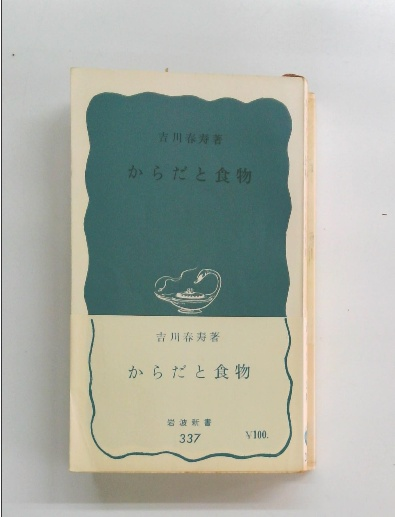 吉川春寿著
からだと食物
吉川春寿著
からだと食物
岩波新書
337
¥100.